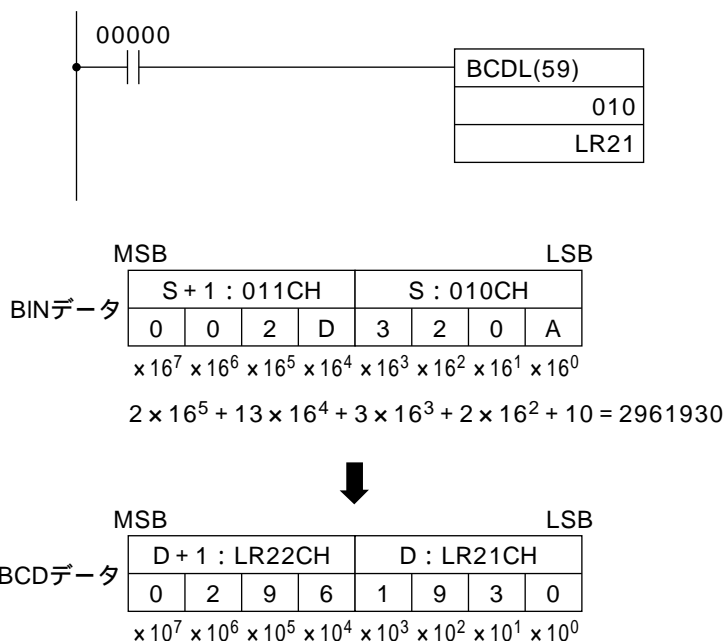 00000
BCDL(59)
010
LR21
MSB LSB
BINデータ
S+1:011CH S:010CH
0 0 2 D 3 2 0 A
×16⁷ ×16⁶ ×16⁵ ×16⁴ ×16³ ×16² ×16¹ ×16⁰
2×16⁵+13×16⁴+3×16³+2×16²+10=2961930
MSB LSB
BCDデータ
D+1:LR22CH D:LR21CH
0 2 9 6 1 9 3 0
×10⁷ ×10⁶ ×10⁵ ×10⁴ ×10³ ×10² ×10¹ ×10⁰